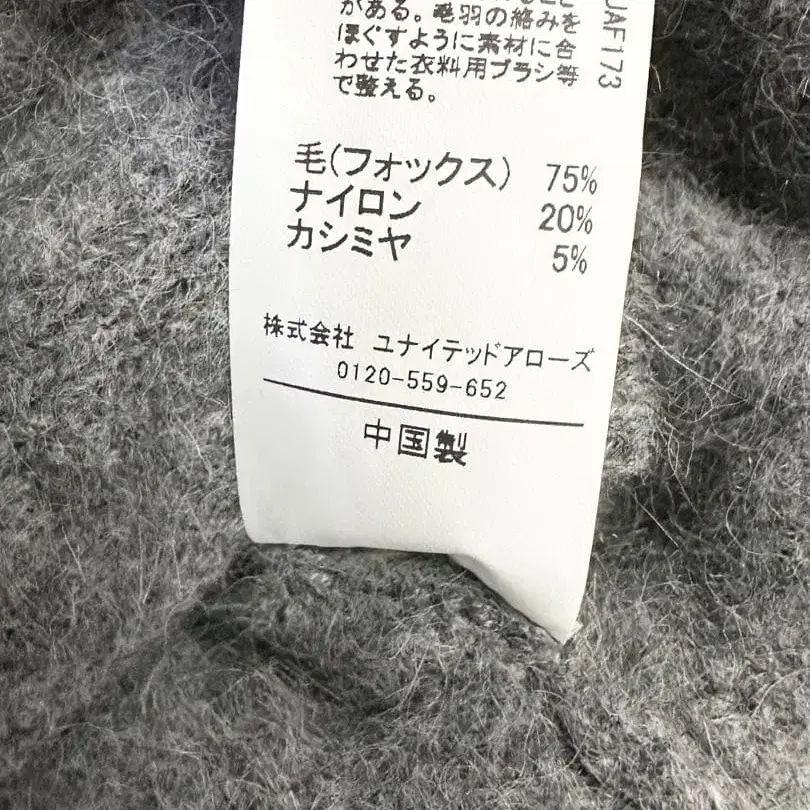 がある。毛羽の絡みを
ほぐすように素材に合
わせた衣料用ブラシ等
で整える。
UAF173
毛(フォックス) 75%
ナイロン 20%
カシミヤ 5%
株式会社 ユナイテッドアローズ
0120-559-652
中国製